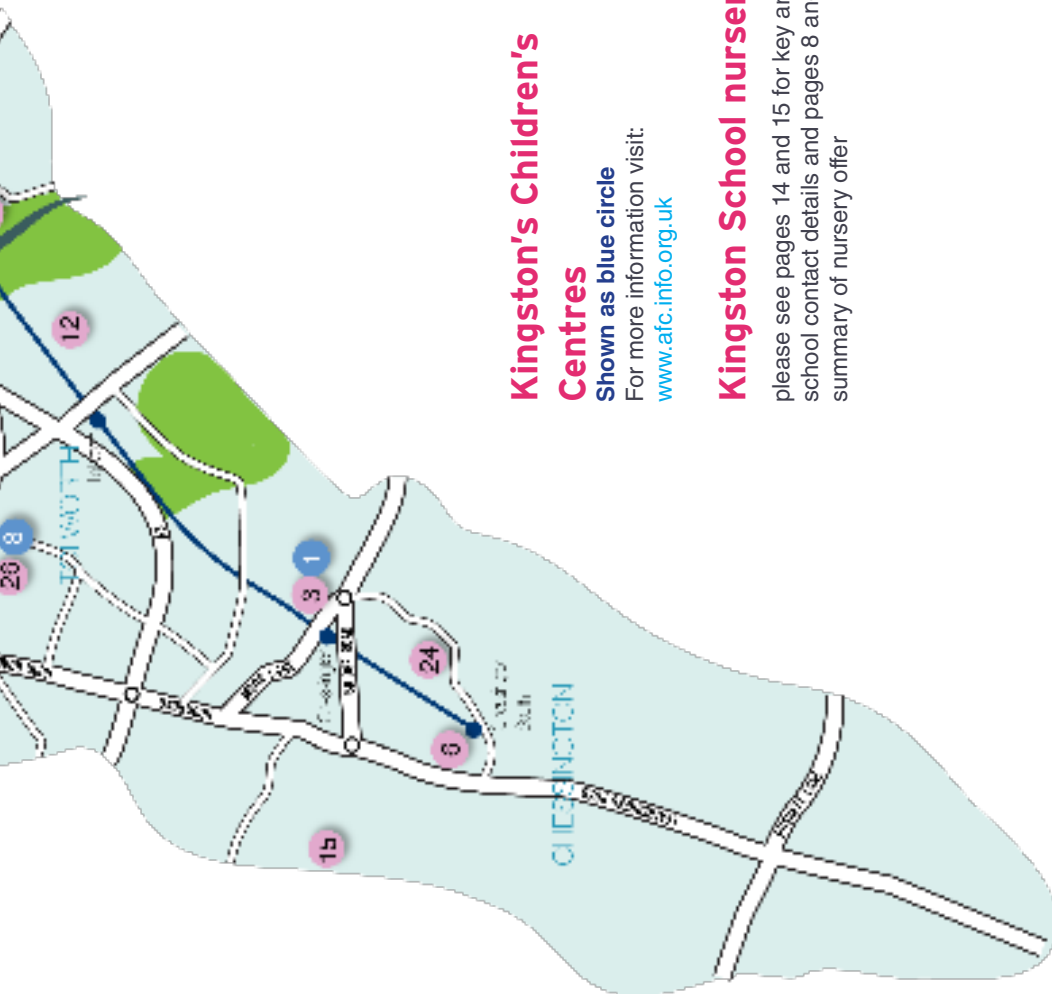 Kingston's Children's
Centres
Shown as blue circle
For more information visit:
www.afc.info.org.uk
Kingston School nurser
please see pages 14 and 15 for key an
school contact details and pages 8 an
summary of nursery offer
12
8
26
TOLWORTH
1
3
24
6
15
CHESSINGTON